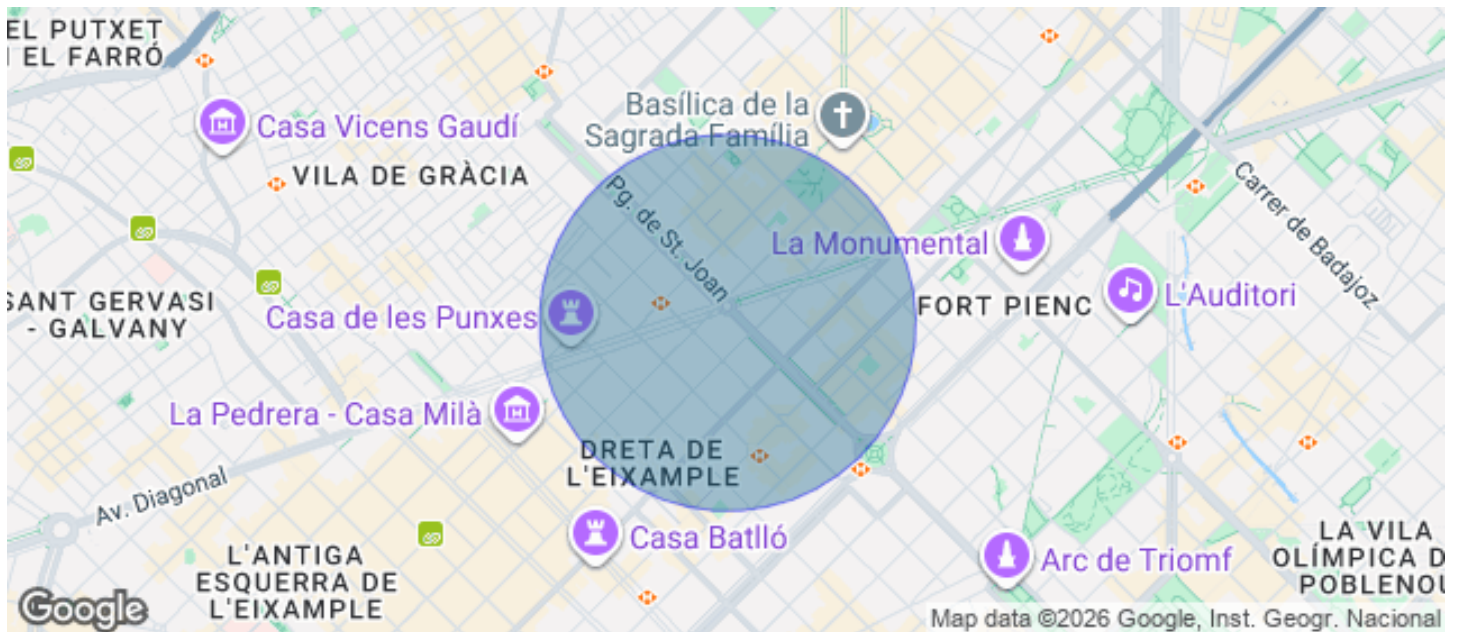 EL PUTXET
I EL FARRÓ
Casa Vicens Gaudí
VILA DE GRÀCIA
Basílica de la
Sagrada Família
Pg. de St. Joan
La Monumental
Carrer de Badajoz
SANT GERVASI
- GALVANY
Casa de les Punxes
FORT PIENC
L'Auditori
La Pedrera - Casa Milà
DRETA DE
L'EIXAMPLE
Av. Diagonal
Casa Batlló
L'ANTIGA
ESQUERRA DE
L'EIXAMPLE
Arc de Triomf
LA VILA
OLÍMPICA D
POBLENOU
Google
Map data ©2026 Google, Inst. Geogr. Nacional